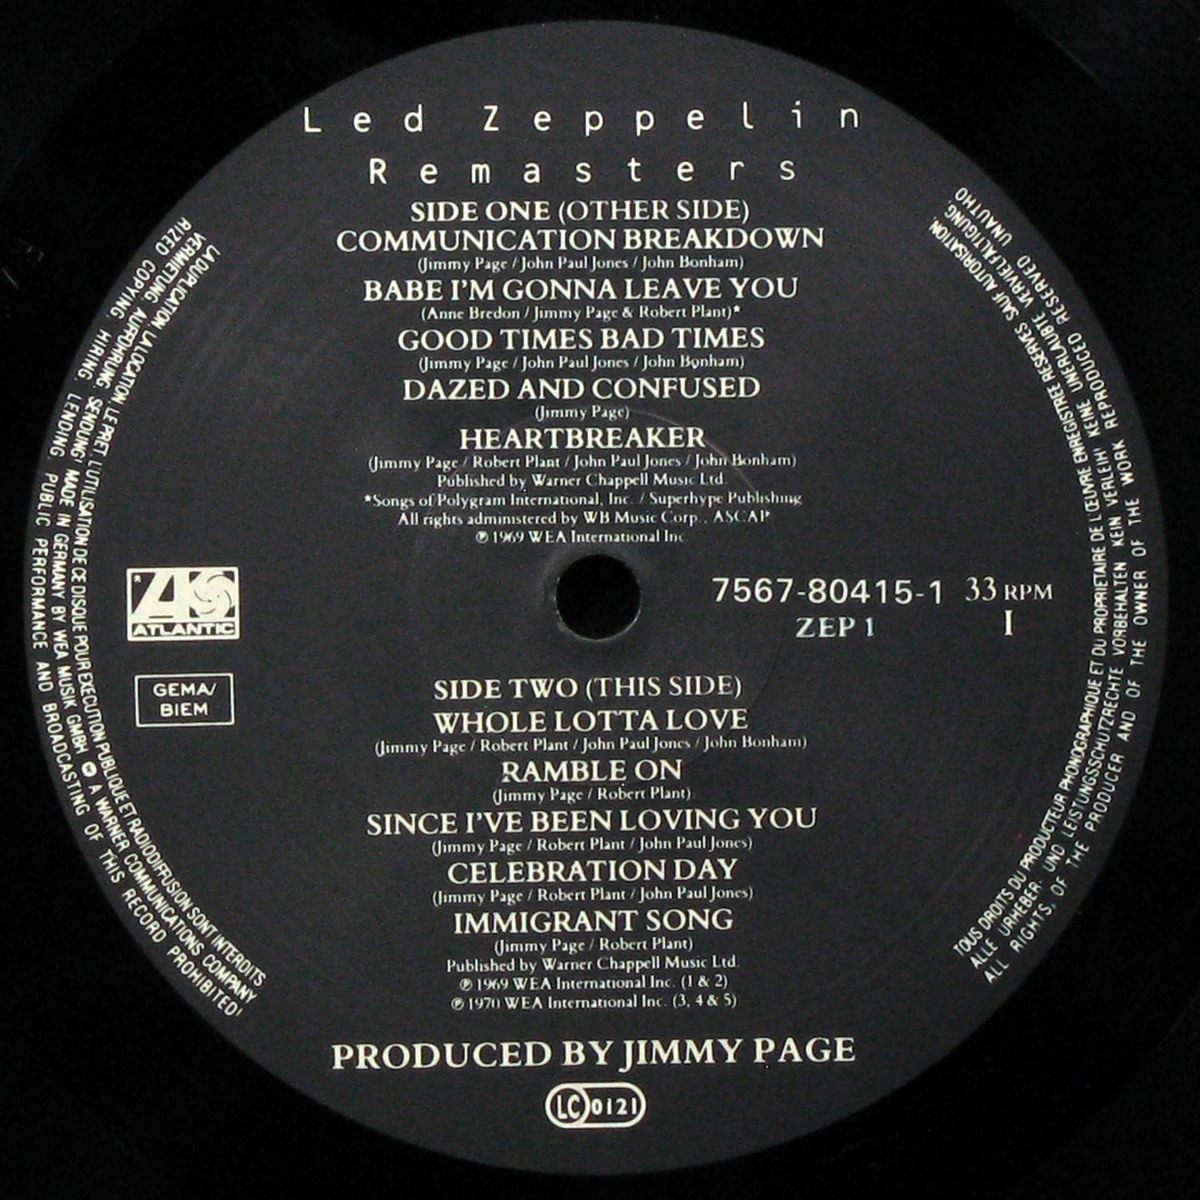 Led Zeppelin
Remasters
SIDE ONE (OTHER SIDE)
COMMUNICATION BREAKDOWN
(Jimmy Page / John Paul Jones / John Bonham)
BABE I'M GONNA LEAVE YOU
(Anne Bredon / Jimmy Page & Robert Plant)*
GOOD TIMES BAD TIMES
(Jimmy Page / John Paul Jones / John Bonham)
DAZED AND CONFUSED
(Jimmy Page)
HEARTBREAKER
(Jimmy Page / Robert Plant / John Paul Jones / John Bonham)
Published by Warner Chappell Music Ltd.
*Songs of Polygram International, Inc. / Superhype Publishing
All rights administered by WB Music Corp., ASCAP
℗ 1969 WEA International Inc
ATLANTIC
GEMA/
BIEM
7567-80415-1 33 RPM
ZEP 1 I
SIDE TWO (THIS SIDE)
WHOLE LOTTA LOVE
(Jimmy Page / Robert Plant / John Paul Jones / John Bonham)
RAMBLE ON
(Jimmy Page / Robert Plant)
SINCE I'VE BEEN LOVING YOU
(Jimmy Page / Robert Plant / John Paul Jones)
CELEBRATION DAY
(Jimmy Page / Robert Plant / John Paul Jones)
IMMIGRANT SONG
(Jimmy Page / Robert Plant)
Published by Warner Chappell Music Ltd.
℗ 1969 WEA International Inc. (1 & 2)
℗ 1970 WEA International Inc. (3, 4 & 5)
PRODUCED BY JIMMY PAGE
LC 0121
TOUS DROITS DU PRODUCTEUR PHONOGRAPHIQUE ET DU PROPRIETAIRE DE L'ŒUVRE ENREGISTREE RESERVES SAUF AUTORISATION,
LA DUPLICATION, LA LOCATION, LE PRET, L'UTILISATION DE CE DISQUE POUR EXECUTION PUBLIQUE ET RADIODIFFUSION SONT INTERDITS
ALLE URHEBER- UND LEISTUNGSSCHUTZRECHTE VORBEHALTEN KEIN VERLEIH! KEINE UNERLAUBTE VERVIELFÄLTIGUNG,
VERMIETUNG, AUFFÜHRUNG, SENDUNG! MADE IN GERMANY BY WEA MUSIK GMBH A WARNER COMMUNICATIONS COMPANY
ALL RIGHTS, OF THE PRODUCER AND OF THE OWNER OF THE WORK REPRODUCED RESERVED UNAUTHO
RIZED COPYING, HIRING, LENDING, PUBLIC PERFORMANCE AND BROADCASTING OF THIS RECORD PROHIBITED!